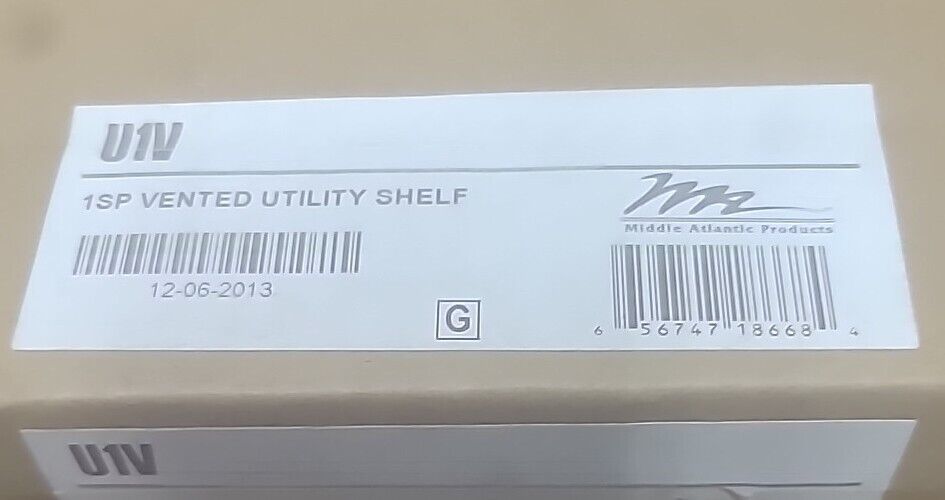 U1V
1SP VENTED UTILITY SHELF
Middle Atlantic Products
12-06-2013
G
6 56747 18668 4
U1V